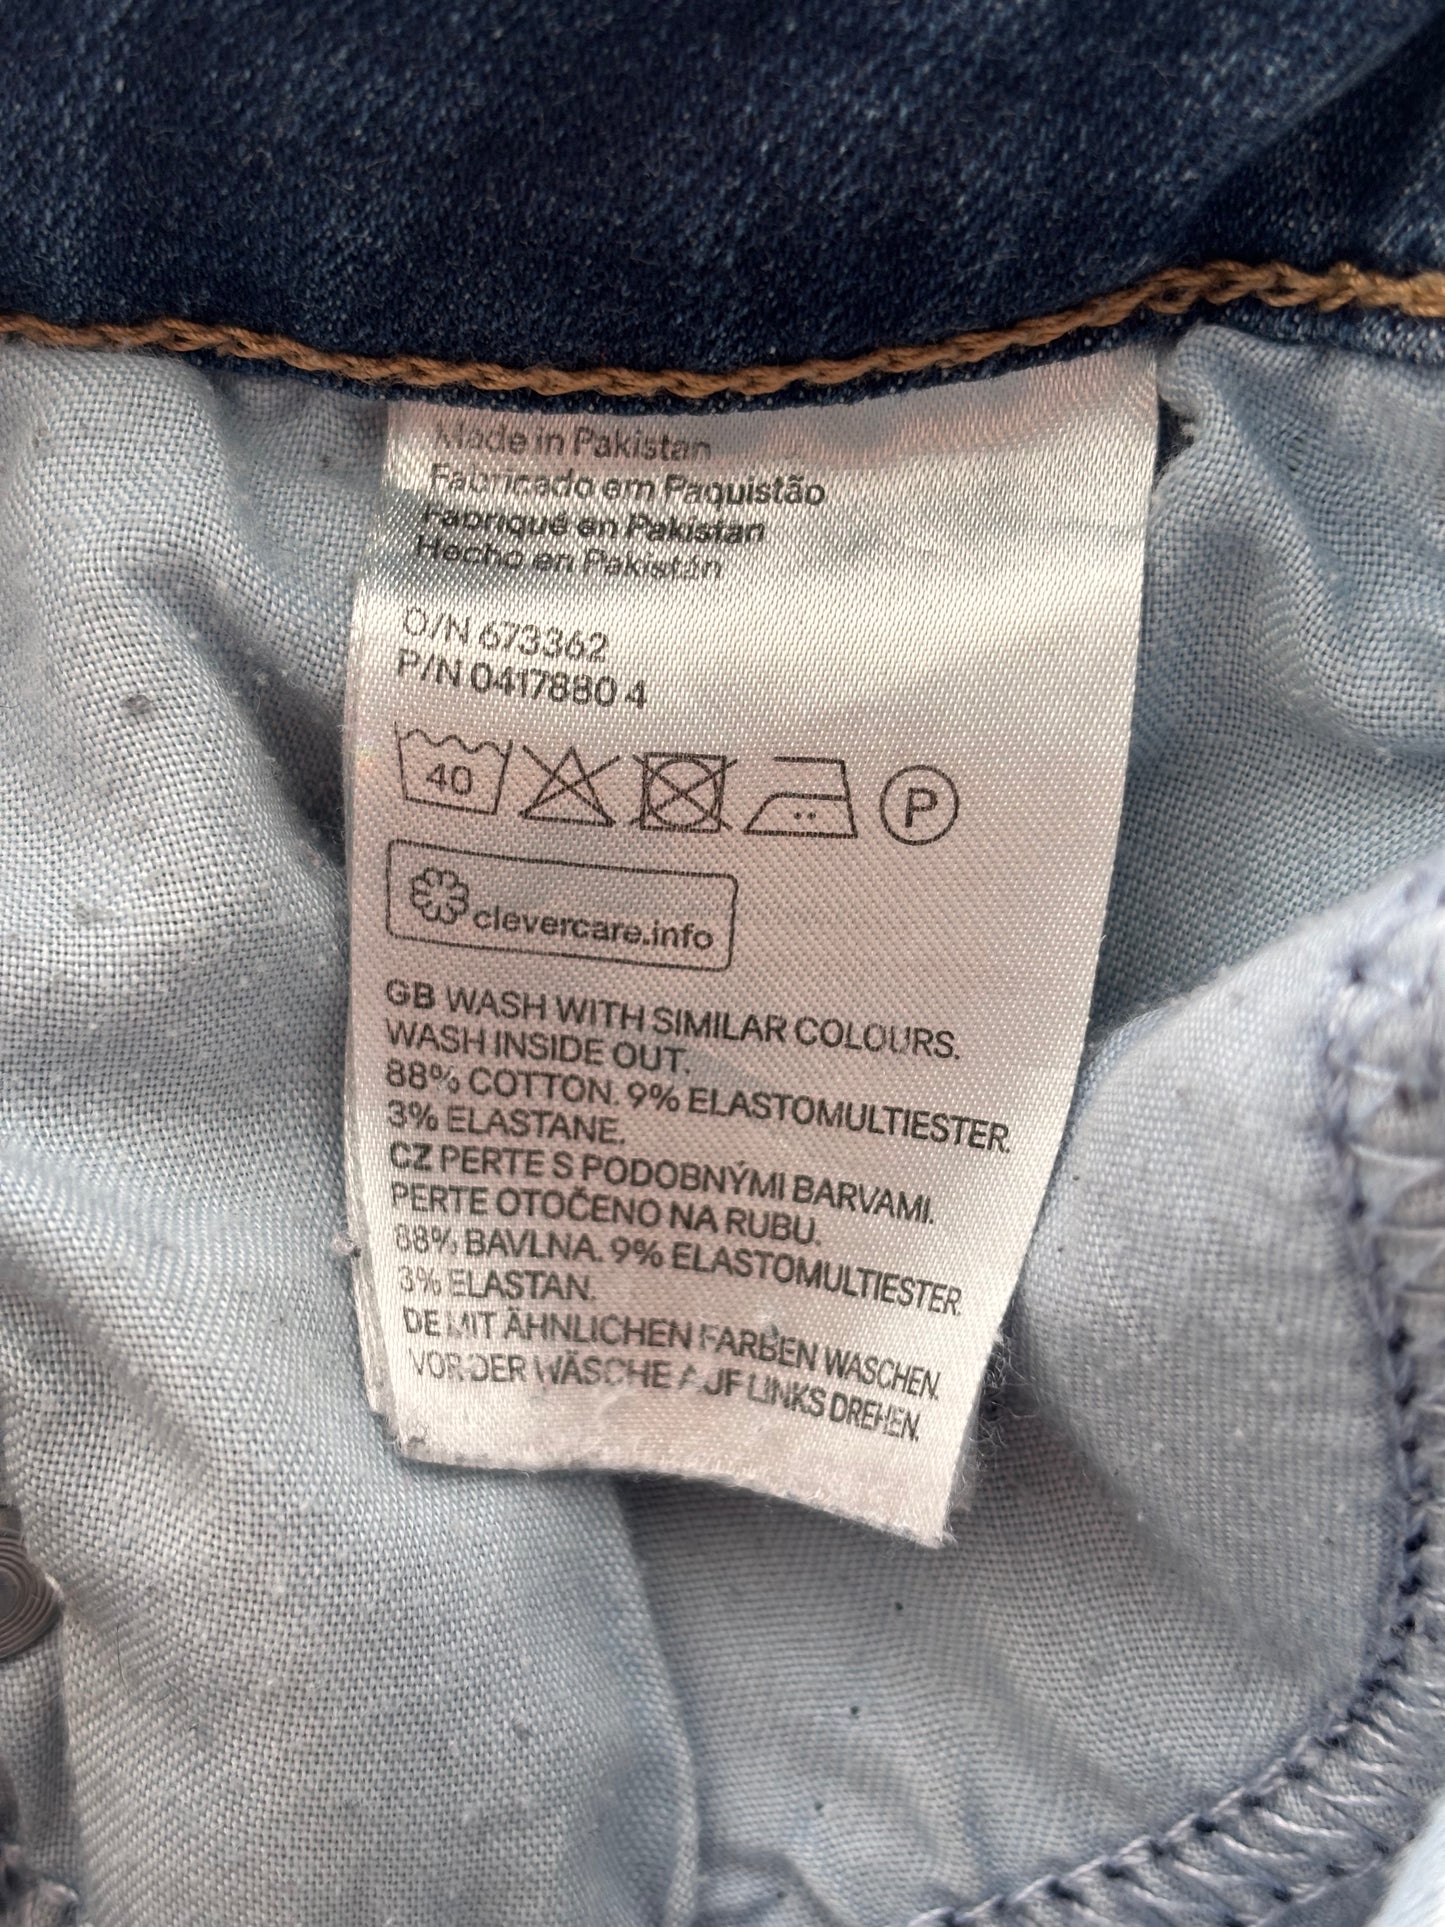 Made in Pakistan
Fabricado em Paquistão
Fabriqué en Pakistan
Hecho en Pakistán
O/N 673362
P/N 0417880 4
40
P
clevercare.info
GB WASH WITH SIMILAR COLOURS.
WASH INSIDE OUT.
88% COTTON. 9% ELASTOMULTIESTER.
3% ELASTANE.
CZ PERTE S PODOBNÝMI BARVAMI.
PERTE OTOČENO NA RUBU.
88% BAVLNA. 9% ELASTOMULTIESTER.
3% ELASTAN.
DE MIT ÄHNLICHEN FARBEN WASCHEN.
VOR DER WÄSCHE AUF LINKS DREHEN.